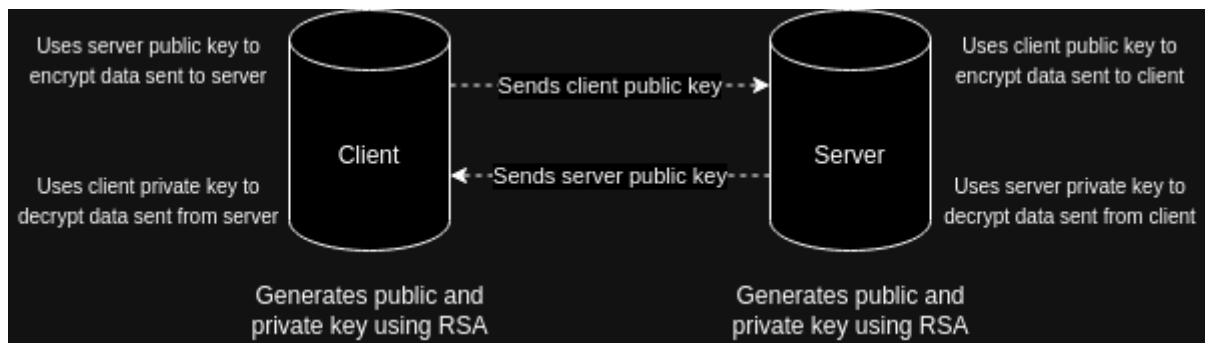 Uses server public key to
encrypt data sent to server
Uses client private key to
decrypt data sent from server
Client
Generates public and
private key using RSA
Sends client public key
Sends server public key
Server
Generates public and
private key using RSA
Uses client public key to
encrypt data sent to client
Uses server private key to
decrypt data sent from client